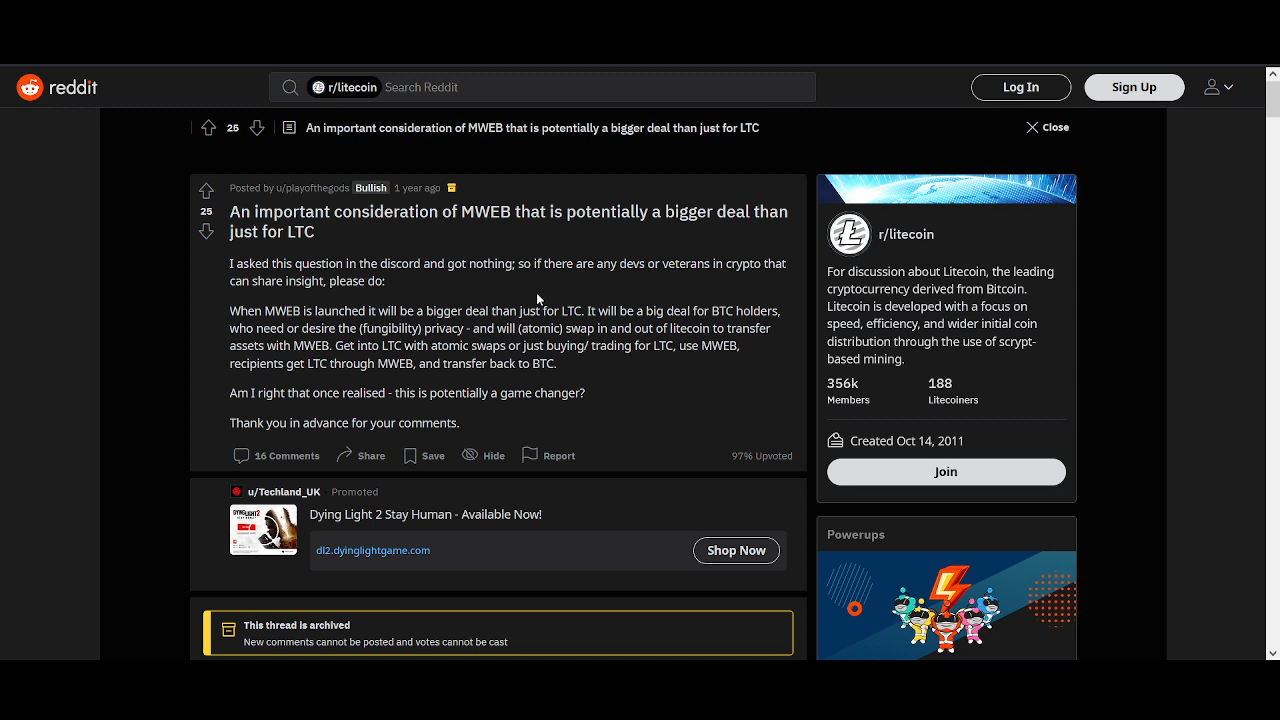 reddit
r/litecoin Search Reddit
Log In
Sign Up
25
An important consideration of MWEB that is potentially a bigger deal than just for LTC
Close
Posted by u/playofthegods Bullish 1 year ago
25
An important consideration of MWEB that is potentially a bigger deal than
just for LTC
I asked this question in the discord and got nothing; so if there are any devs or veterans in crypto that
can share insight, please do:
When MWEB is launched it will be a bigger deal than just for LTC. It will be a big deal for BTC holders,
who need or desire the (fungibility) privacy - and will (atomic) swap in and out of litecoin to transfer
assets with MWEB. Get into LTC with atomic swaps or just buying/ trading for LTC, use MWEB,
recipients get LTC through MWEB, and transfer back to BTC.
Am I right that once realised - this is potentially a game changer?
Thank you in advance for your comments.
16 Comments Share Save Hide Report 97% Upvoted
u/Techland_UK Promoted
Dying Light 2 Stay Human - Available Now!
dl2.dyinglightgame.com
Shop Now
This thread is archived
New comments cannot be posted and votes cannot be cast
r/litecoin
For discussion about Litecoin, the leading
cryptocurrency derived from Bitcoin.
Litecoin is developed with a focus on
speed, efficiency, and wider initial coin
distribution through the use of scrypt-
based mining.
356k 188
Members Litecoiners
Created Oct 14, 2011
Join
Powerups